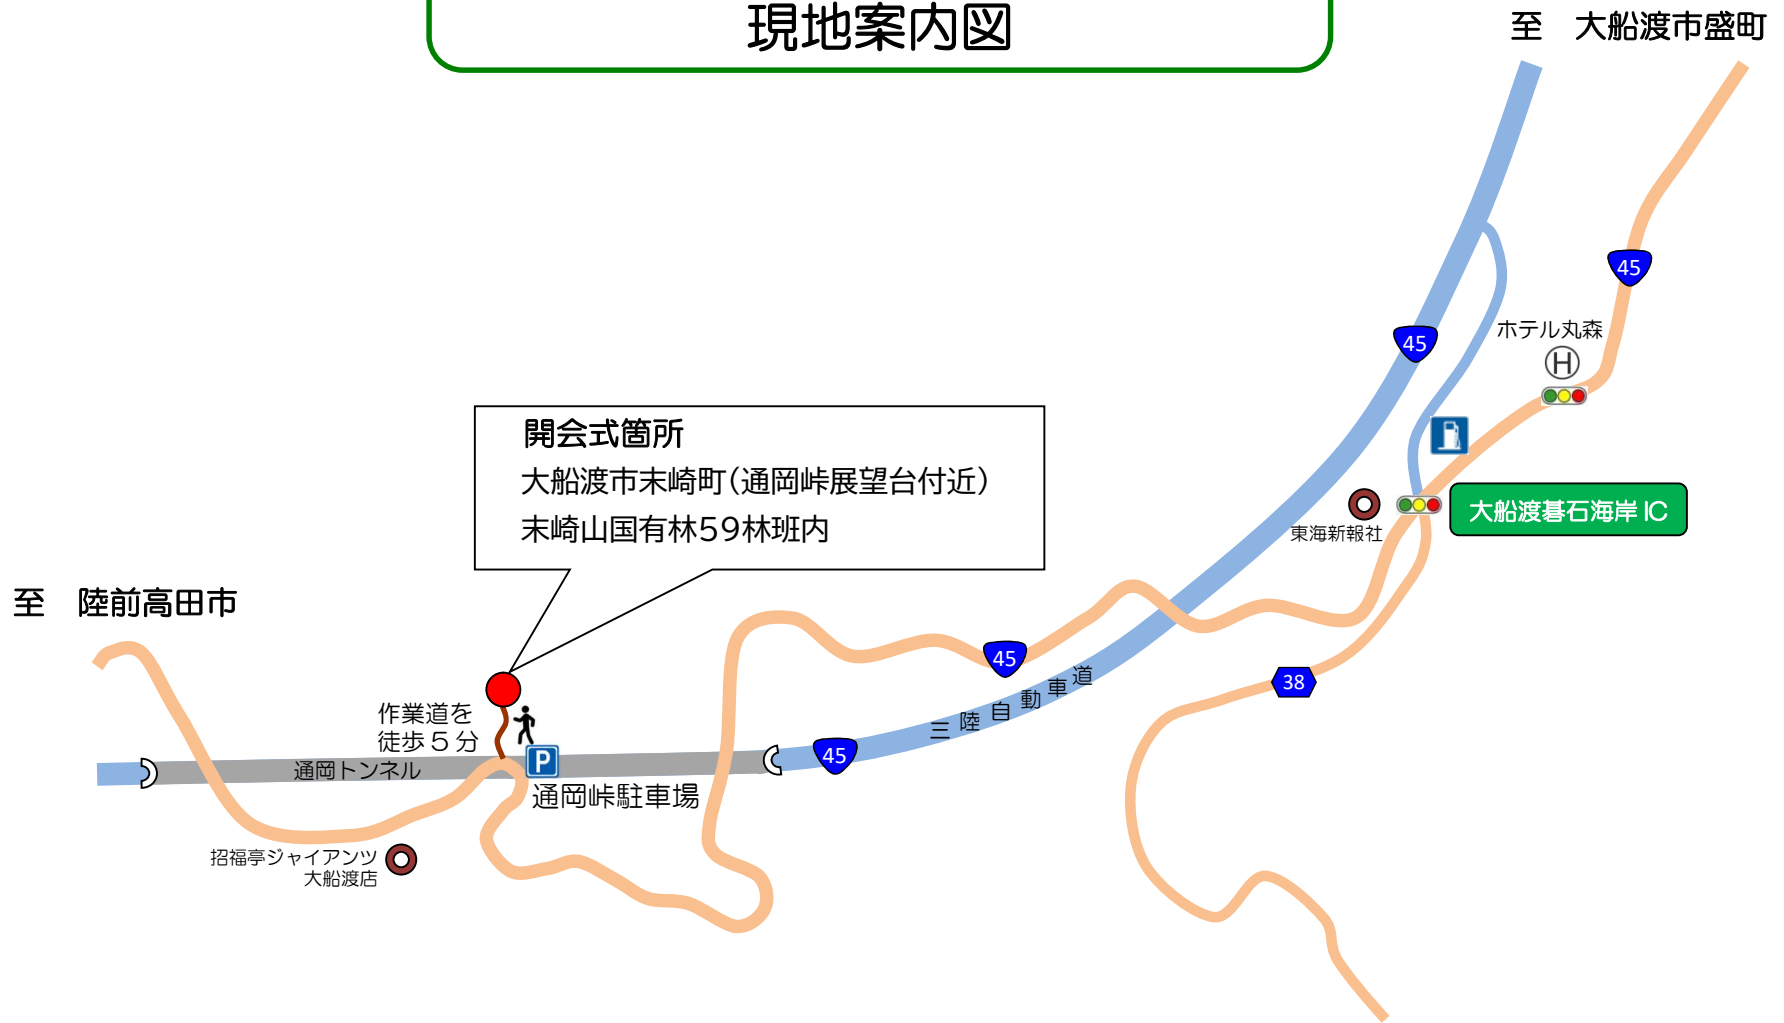 現地案内図
至　大船渡市盛町
45
45
ホテル丸森
H
開会式箇所
大船渡市末崎町(通岡峠展望台付近)
末崎山国有林59林班内
東海新報社
大船渡碁石海岸IC
至　陸前高田市
45
38
三陸自動車道
45
作業道を
徒歩5分
P
通岡トンネル
通岡峠駐車場
招福亭ジャイアンツ
大船渡店